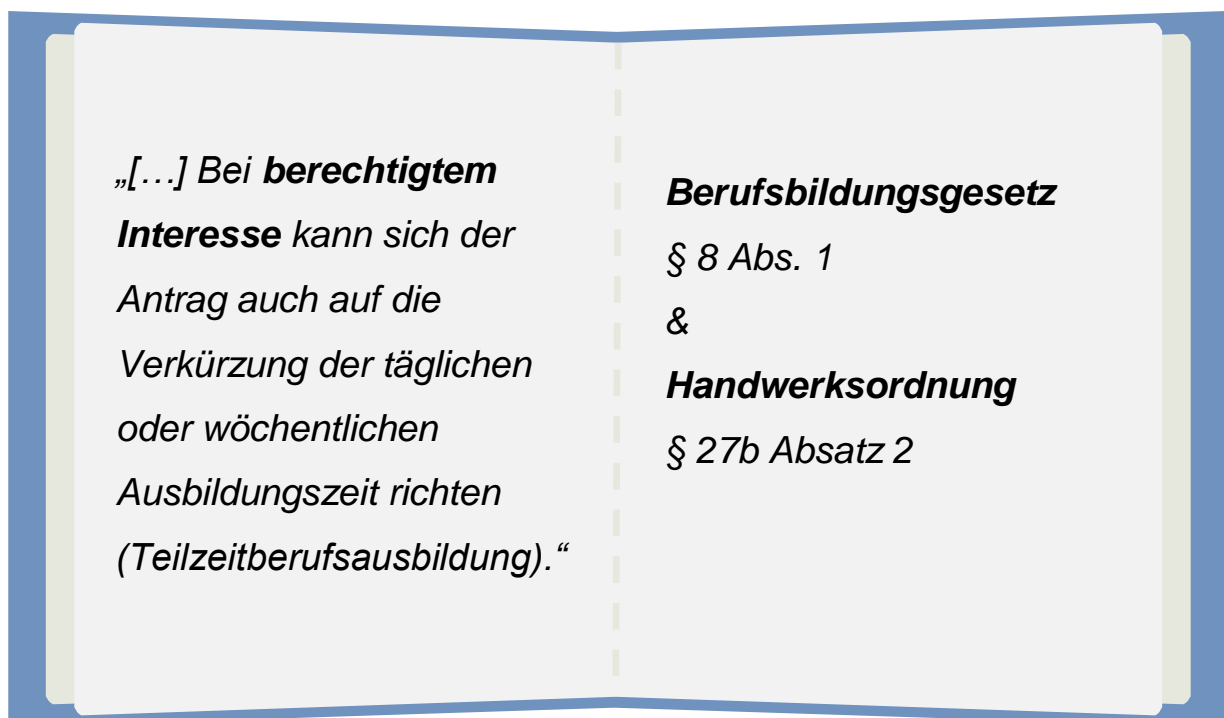 „[…] Bei berechtigtem
Interesse kann sich der
Antrag auch auf die
Verkürzung der täglichen
oder wöchentlichen
Ausbildungszeit richten
(Teilzeitberufsausbildung).“
Berufsbildungsgesetz
§ 8 Abs. 1
&
Handwerksordnung
§ 27b Absatz 2